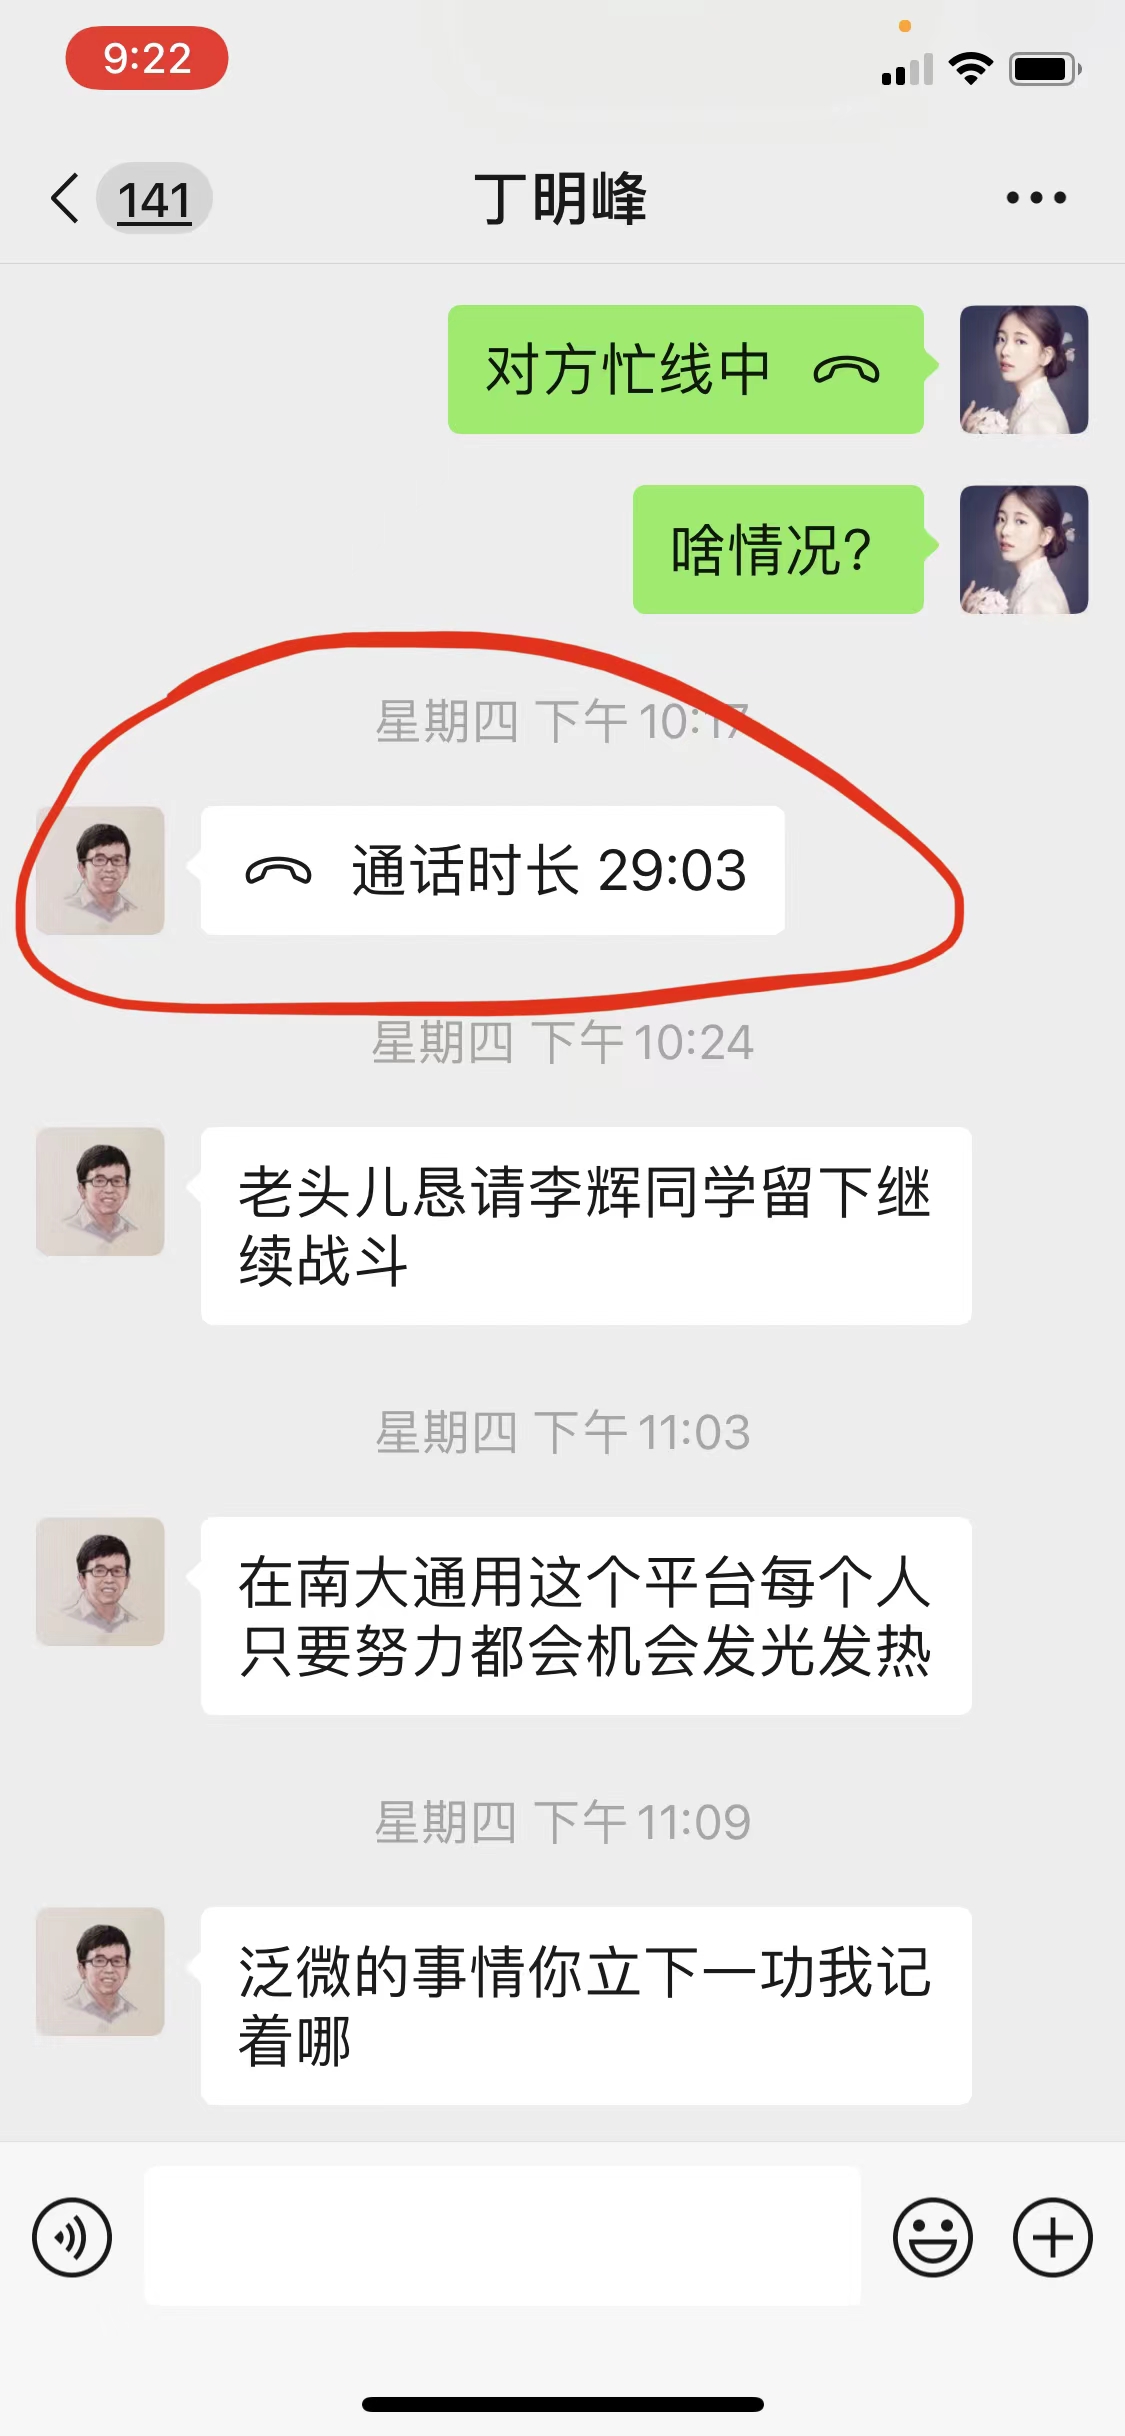 9:22
141
丁明峰
对方忙线中
啥情况?
星期四 下午 10:17
通话时长 29:03
星期四 下午 10:24
老头儿恳请李辉同学留下继
续战斗
星期四 下午 11:03
在南大通用这个平台每个人
只要努力都会机会发光发热
星期四 下午 11:09
泛微的事情你立下一功我记
着哪